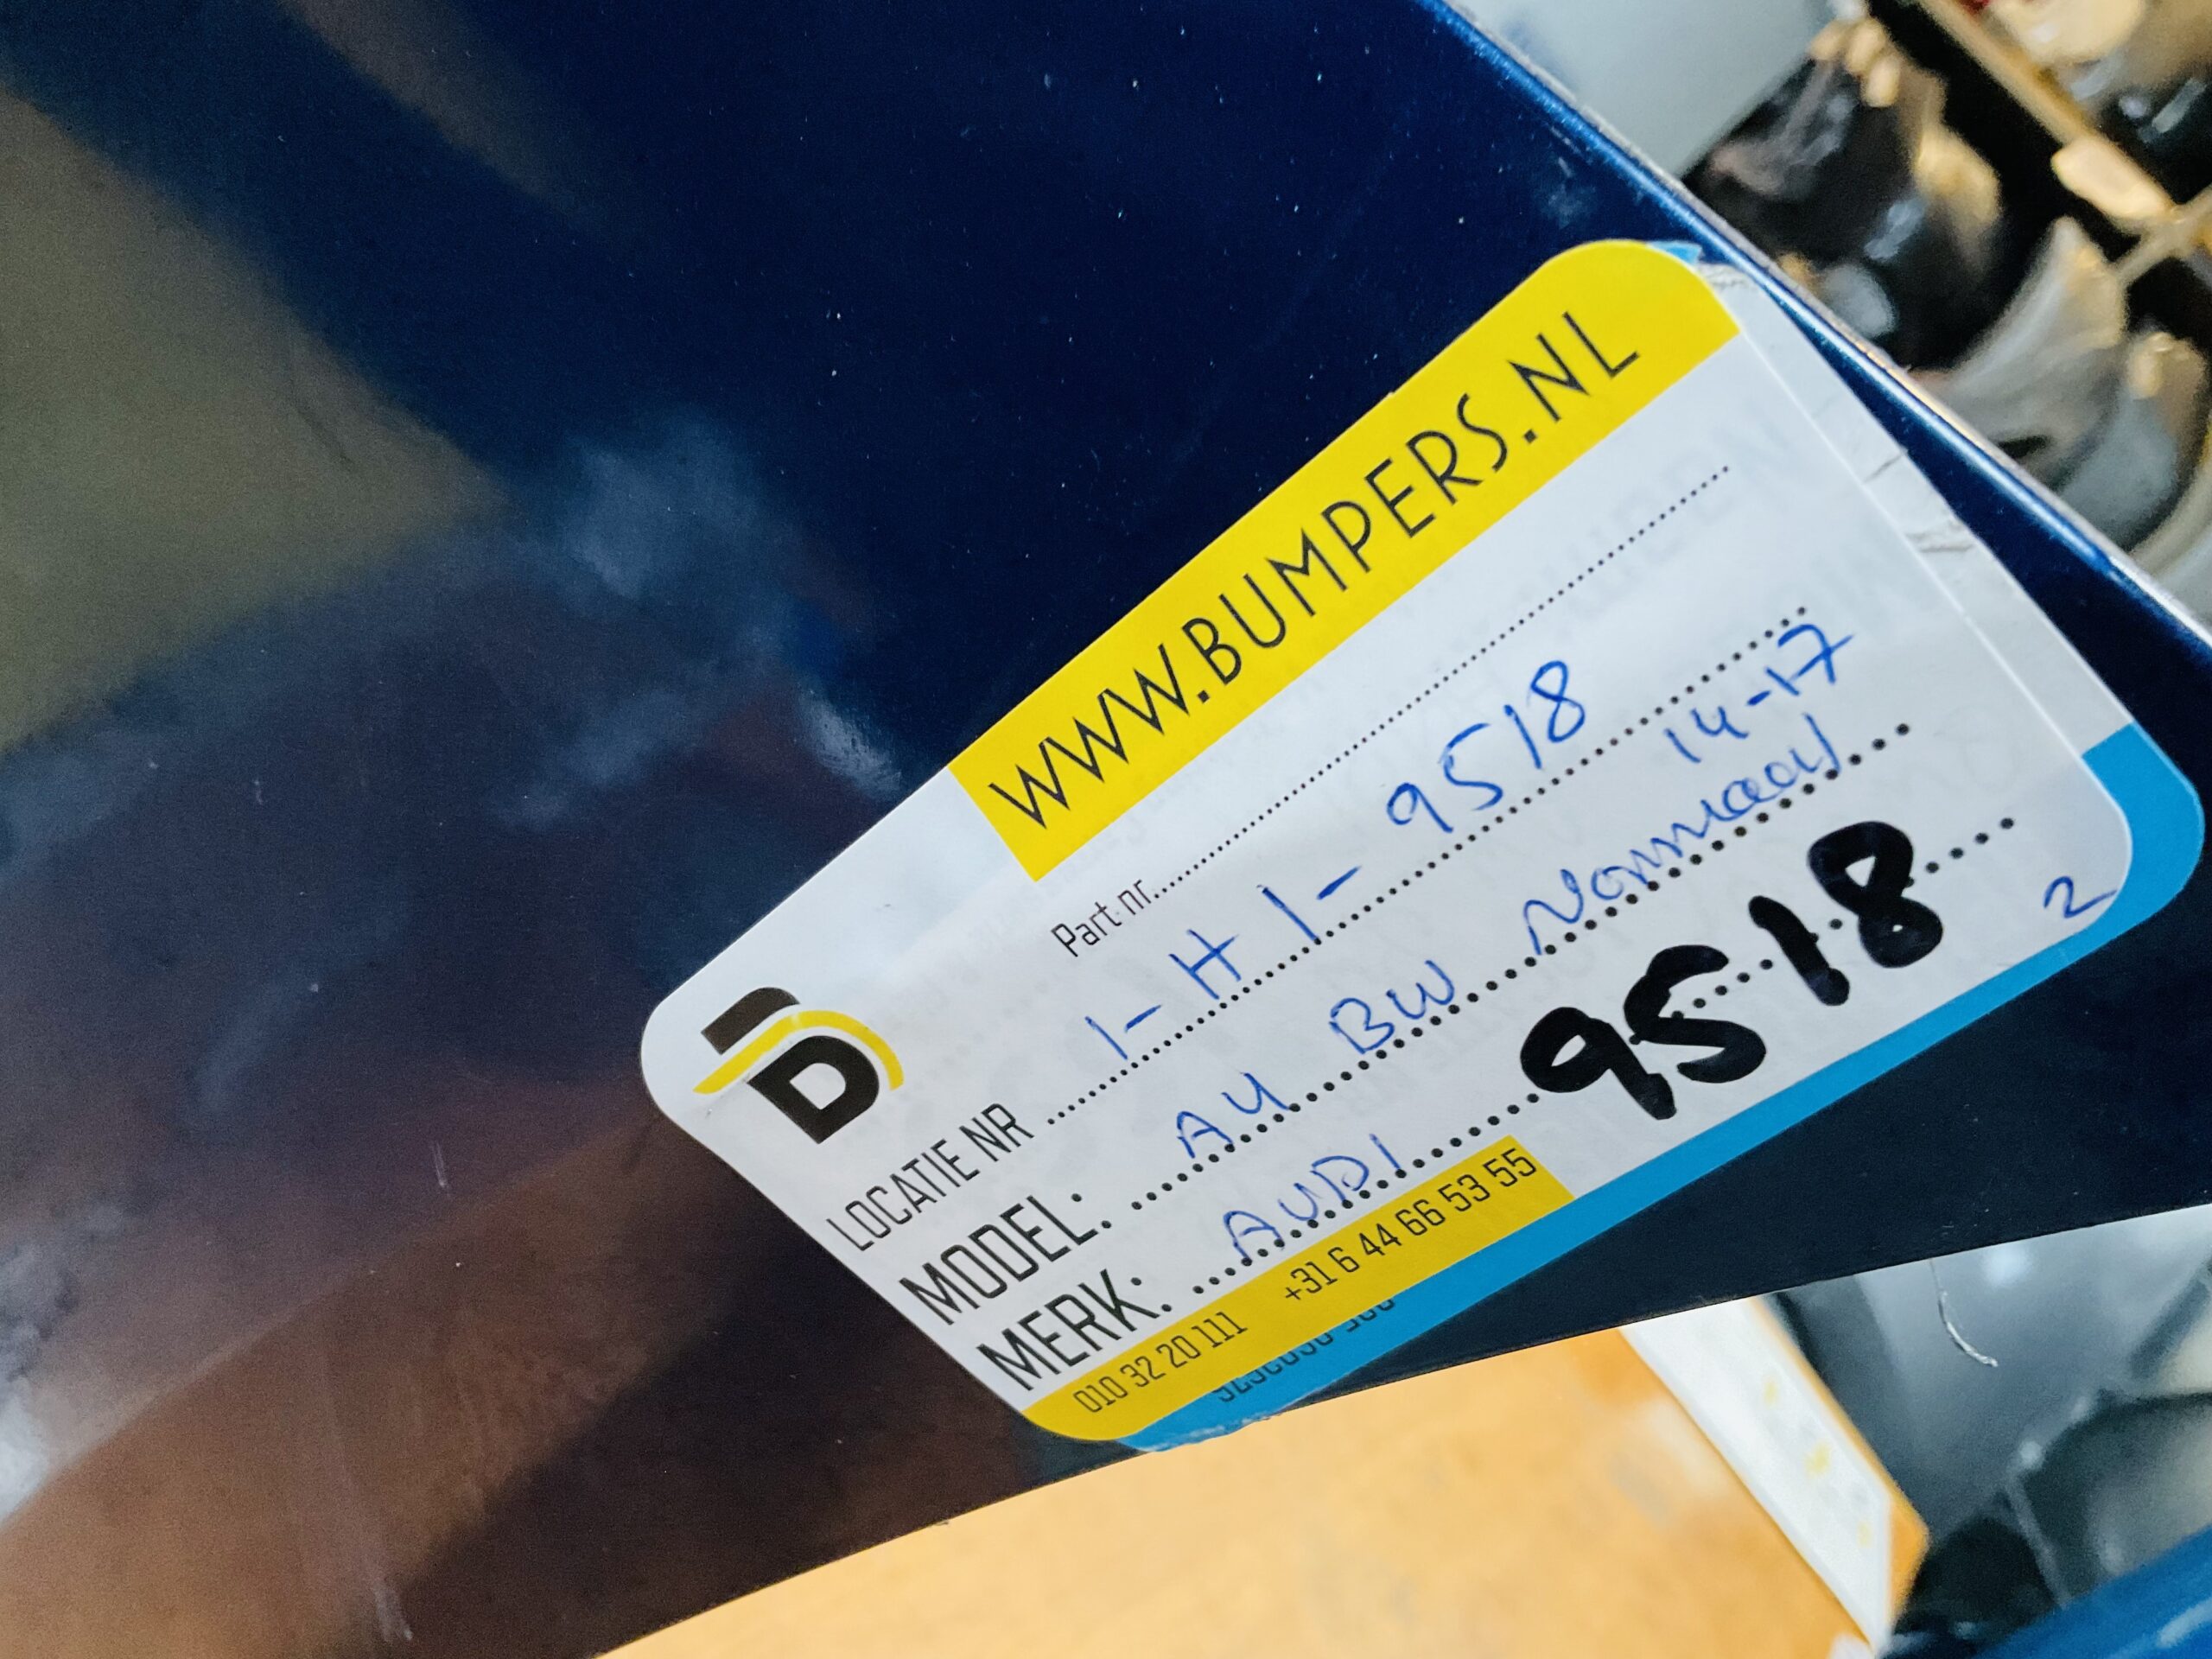 WWW.BUMPERS.NL
Part nr.
LOCATIE NR 1-H1-9518
14-17
MODEL: A4 BW Normaal
MERK: AUDI 9518
2
010 32 20 111 +31 6 44 66 53 55